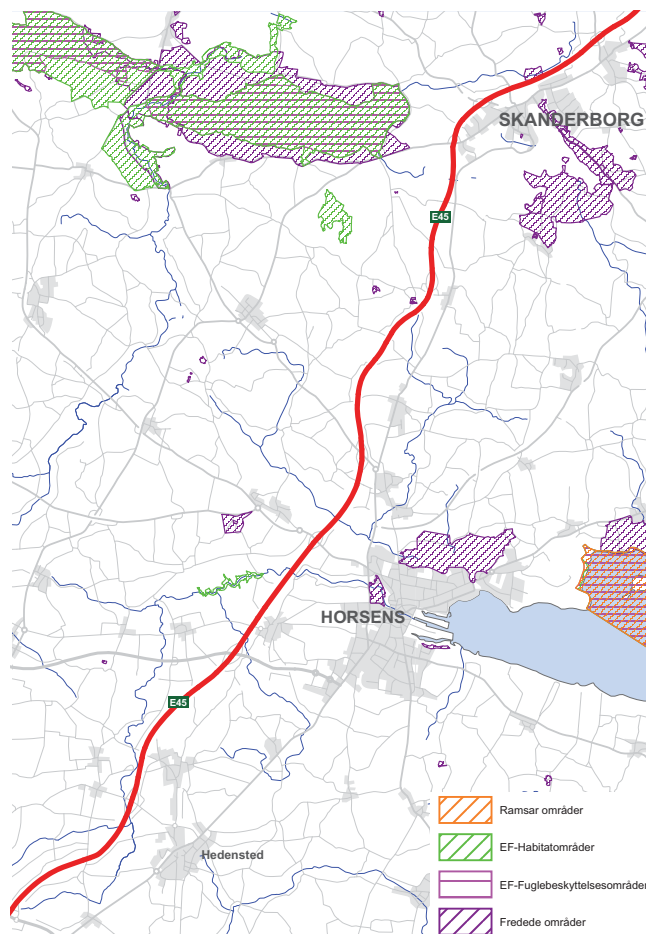 SKANDERBORG
E45
HORSENS
E45
Hedensted
Ramsar områder
EF-Habitatområder
EF-Fuglebeskyttelsesområder
Fredede områder